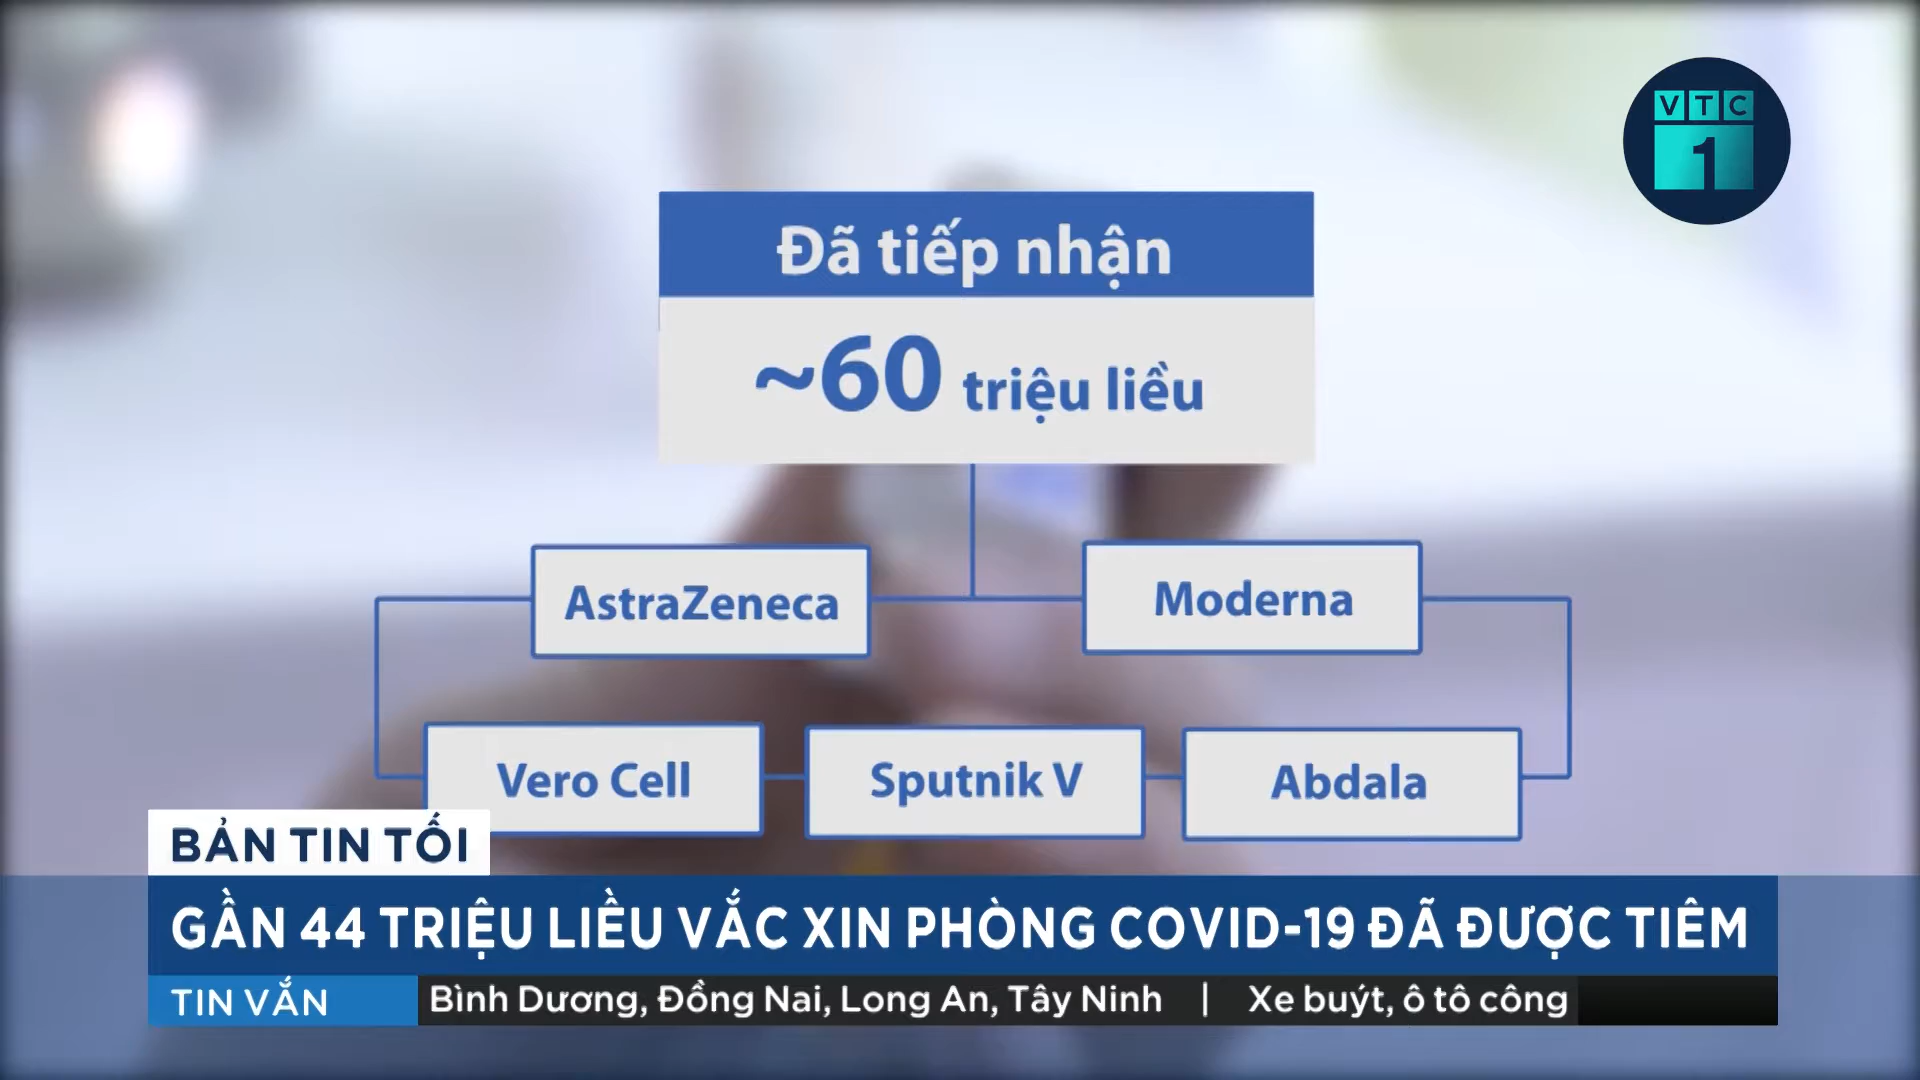 VTC
1
Đã tiếp nhận
~60 triệu liều
AstraZeneca
Moderna
Vero Cell
Sputnik V
Abdala
BẢN TIN TỐI
GẦN 44 TRIỆU LIỀU VẮC XIN PHÒNG COVID-19 ĐÃ ĐƯỢC TIÊM
TIN VẮN
Bình Dương, Đồng Nai, Long An, Tây Ninh | Xe buýt, ô tô công